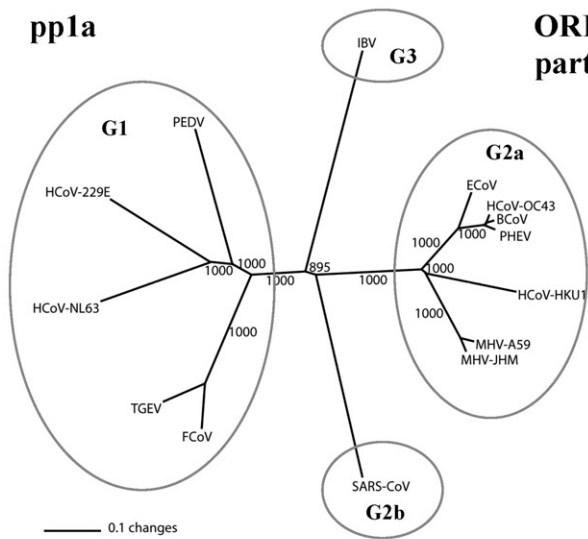 pp1a
ORF
part
IBV
G3
G1
PEDV
G2a
ECoV
HCoV-229E
HCoV-OC43
BCoV
1000
PHEV
1000
1000
895
1000
1000
1000
1000
1000
HCoV-HKU1
HCoV-NL63
1000
1000
MHV-A59
MHV-JHM
TGEV
FCoV
SARS-CoV
G2b
0.1 changes